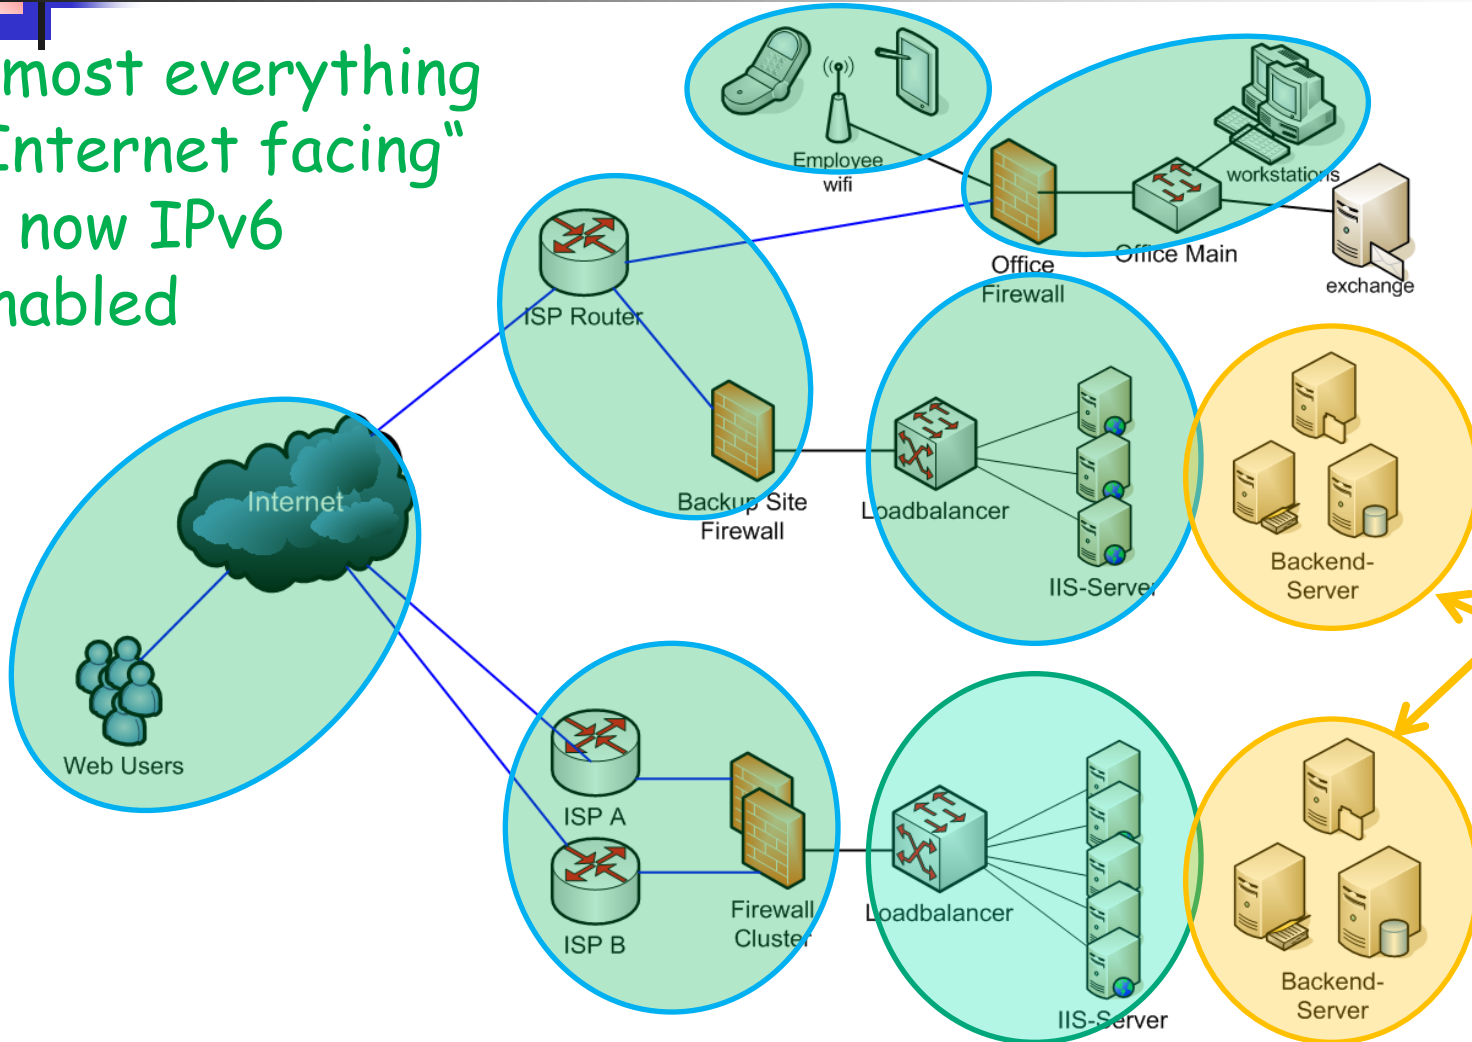 most everything
Internet facing“
now IPv6
nabled
Employee
wifi
workstations
Office Main
exchange
Office
Firewall
ISP Router
Internet
Backup Site
Firewall
Loadbalancer
IIS-Server
Backend-
Server
Web Users
ISP A
ISP B
Firewall
Cluster
Loadbalancer
IIS-Server
Backend-
Server